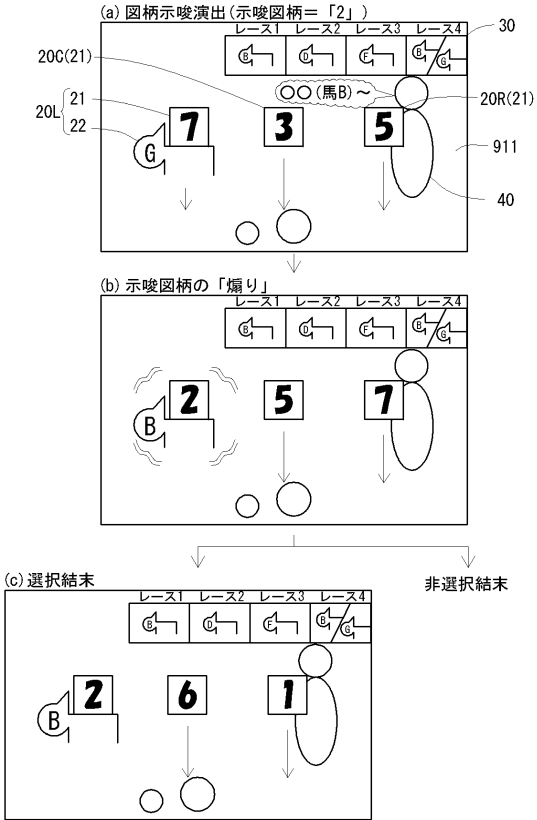 (a) 図柄示唆演出(示唆図柄=「2」)
レース1 レース2 レース3 レース4
30
B D F B G
20C(21)
〇〇(馬B)～
20R(21)
20L 21
22
7 3 5
G
911
40
(b) 示唆図柄の「煽り」
レース1 レース2 レース3 レース4
B D F B G
2 5 7
B
(c) 選択結末
非選択結末
レース1 レース2 レース3 レース4
B D F B G
2 6 1
B